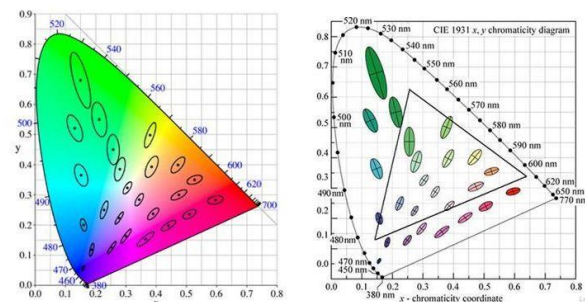 0.9
0.8
0.7
0.6
0.5
y
0.4
0.3
0.2
0.1
0.0
0.0 0.1 0.2 0.3 0.4 0.5 0.6 0.7 0.8
520
540
560
500
580
600
620
700
490
480
470
460
380
CIE 1931 x, y chromaticity diagram
0.8
0.7
0.6
0.5
0.4
0.3
0.2
0.1
0.0
0.0 0.1 0.2 0.3 0.4 0.5 0.6 0.7 0.8
520 nm
530 nm
540 nm
550 nm
560 nm
570 nm
580 nm
590 nm
600 nm
620 nm
650 nm
770 nm
510
nm
500
nm
490nm
480nm
470 nm
450 nm
380 nm
x - chromaticity coordinate